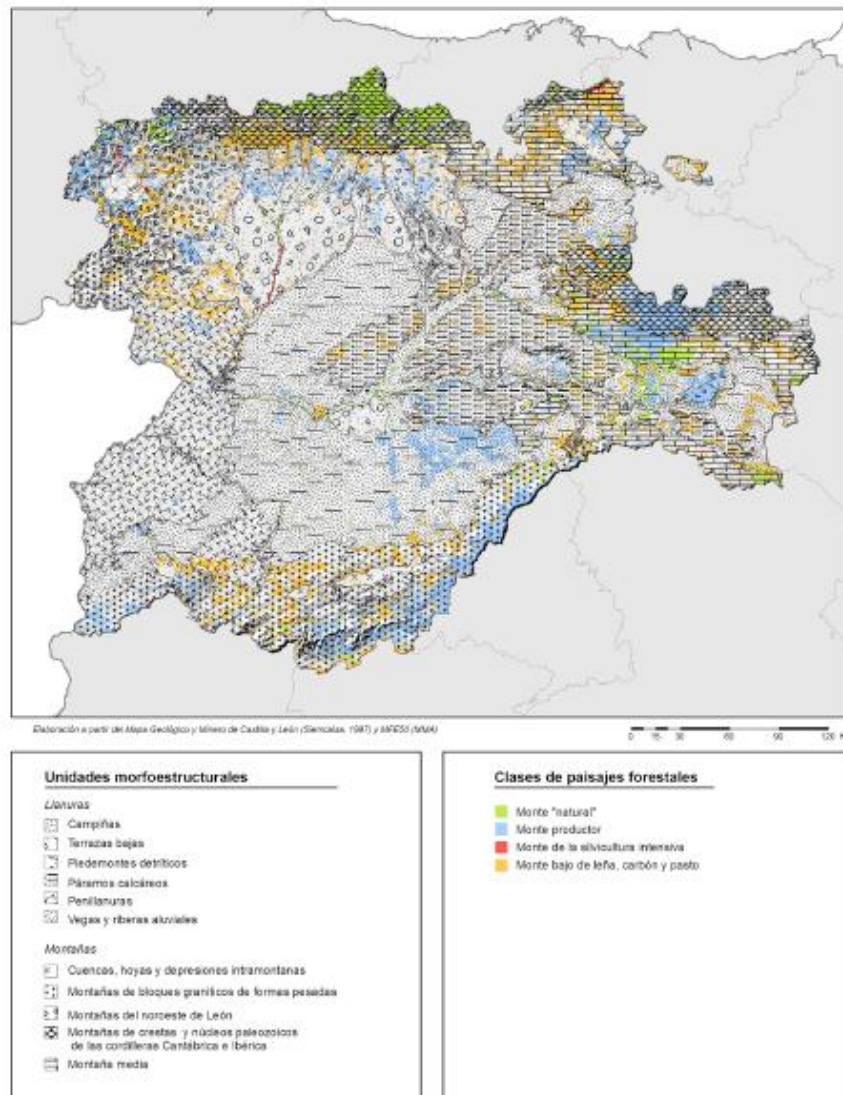 Elaboración a partir del Mapa Geológico y Minero de Castilla y León (Siemcalsa, 1997) y MFE50 (MMA)
0 15 30 60 90 120 K
Unidades morfoestructurales
Llanuras
Campiñas
Terrazas bajas
Piedemontes detríticos
Páramos calcáreos
Penillanuras
Vegas y riberas aluviales
Montañas
Cuencas, hoyas y depresiones intramontanas
Montañas de bloques graníticos de formas pesadas
Montañas del noroeste de León
Montañas de crestas y núcleos paleozoicos
de las cordilleras Cantábrica e Ibérica
Montaña media
Clases de paisajes forestales
Monte "natural"
Monte productor
Monte de la silvicultura intensiva
Monte bajo de leña, carbón y pasto